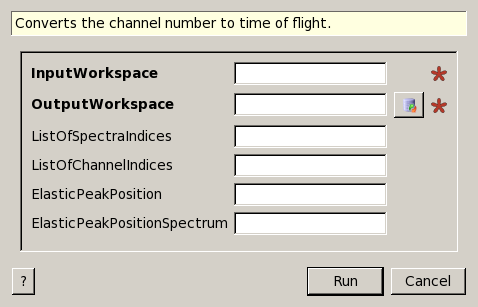 Converts the channel number to time of flight.
InputWorkspace
OutputWorkspace
ListOfSpectraIndices
ListOfChannelIndices
ElasticPeakPosition
ElasticPeakPositionSpectrum
? Run Cancel